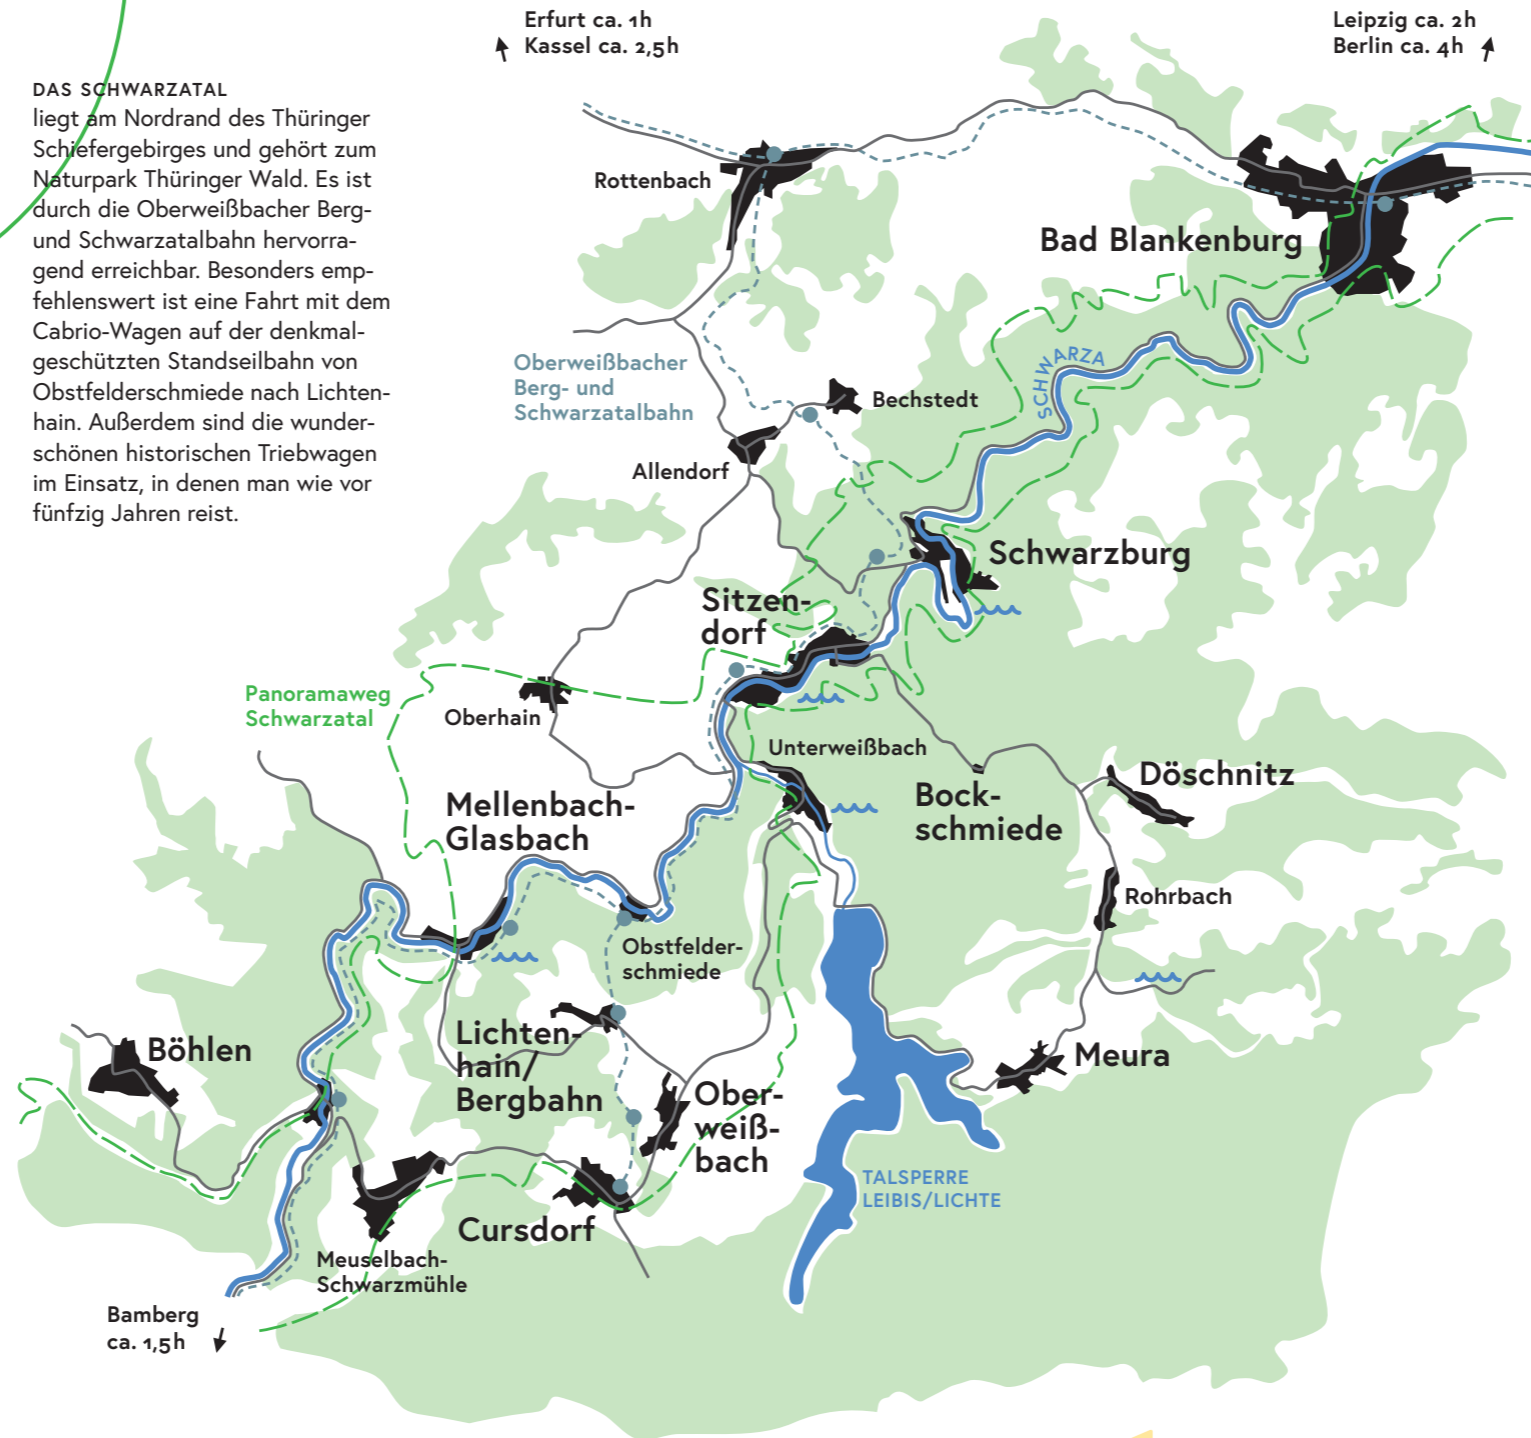 Erfurt ca. 1h
Kassel ca. 2,5h
Leipzig ca. 2h
Berlin ca. 4h
DAS SCHWARZATAL
liegt am Nordrand des Thüringer
Schiefergebirges und gehört zum
Naturpark Thüringer Wald. Es ist
durch die Oberweißbacher Berg-
und Schwarzatalbahn hervorra-
gend erreichbar. Besonders emp-
fehlenswert ist eine Fahrt mit dem
Cabrio-Wagen auf der denkmal-
geschützten Standseilbahn von
Obstfelderschmiede nach Lichten-
hain. Außerdem sind die wunder-
schönen historischen Triebwagen
im Einsatz, in denen man wie vor
fünfzig Jahren reist.
Rottenbach
Bad Blankenburg
Oberweißbacher
Berg- und
Schwarzatalbahn
SCHWARZA
Bechstedt
Allendorf
Schwarzburg
Sitzen-
dorf
Panoramaweg
Schwarzatal
Oberhain
Unterweißbach
Mellenbach-
Glasbach
Bock-
schmiede
Döschnitz
Rohrbach
Obstfelder-
schmiede
Böhlen
Lichten-
hain/
Bergbahn
Meura
Ober-
weiß-
bach
TALSPERRE
LEIBIS/LICHTE
Cursdorf
Meuselbach-
Schwarzmühle
Bamberg
ca. 1,5h